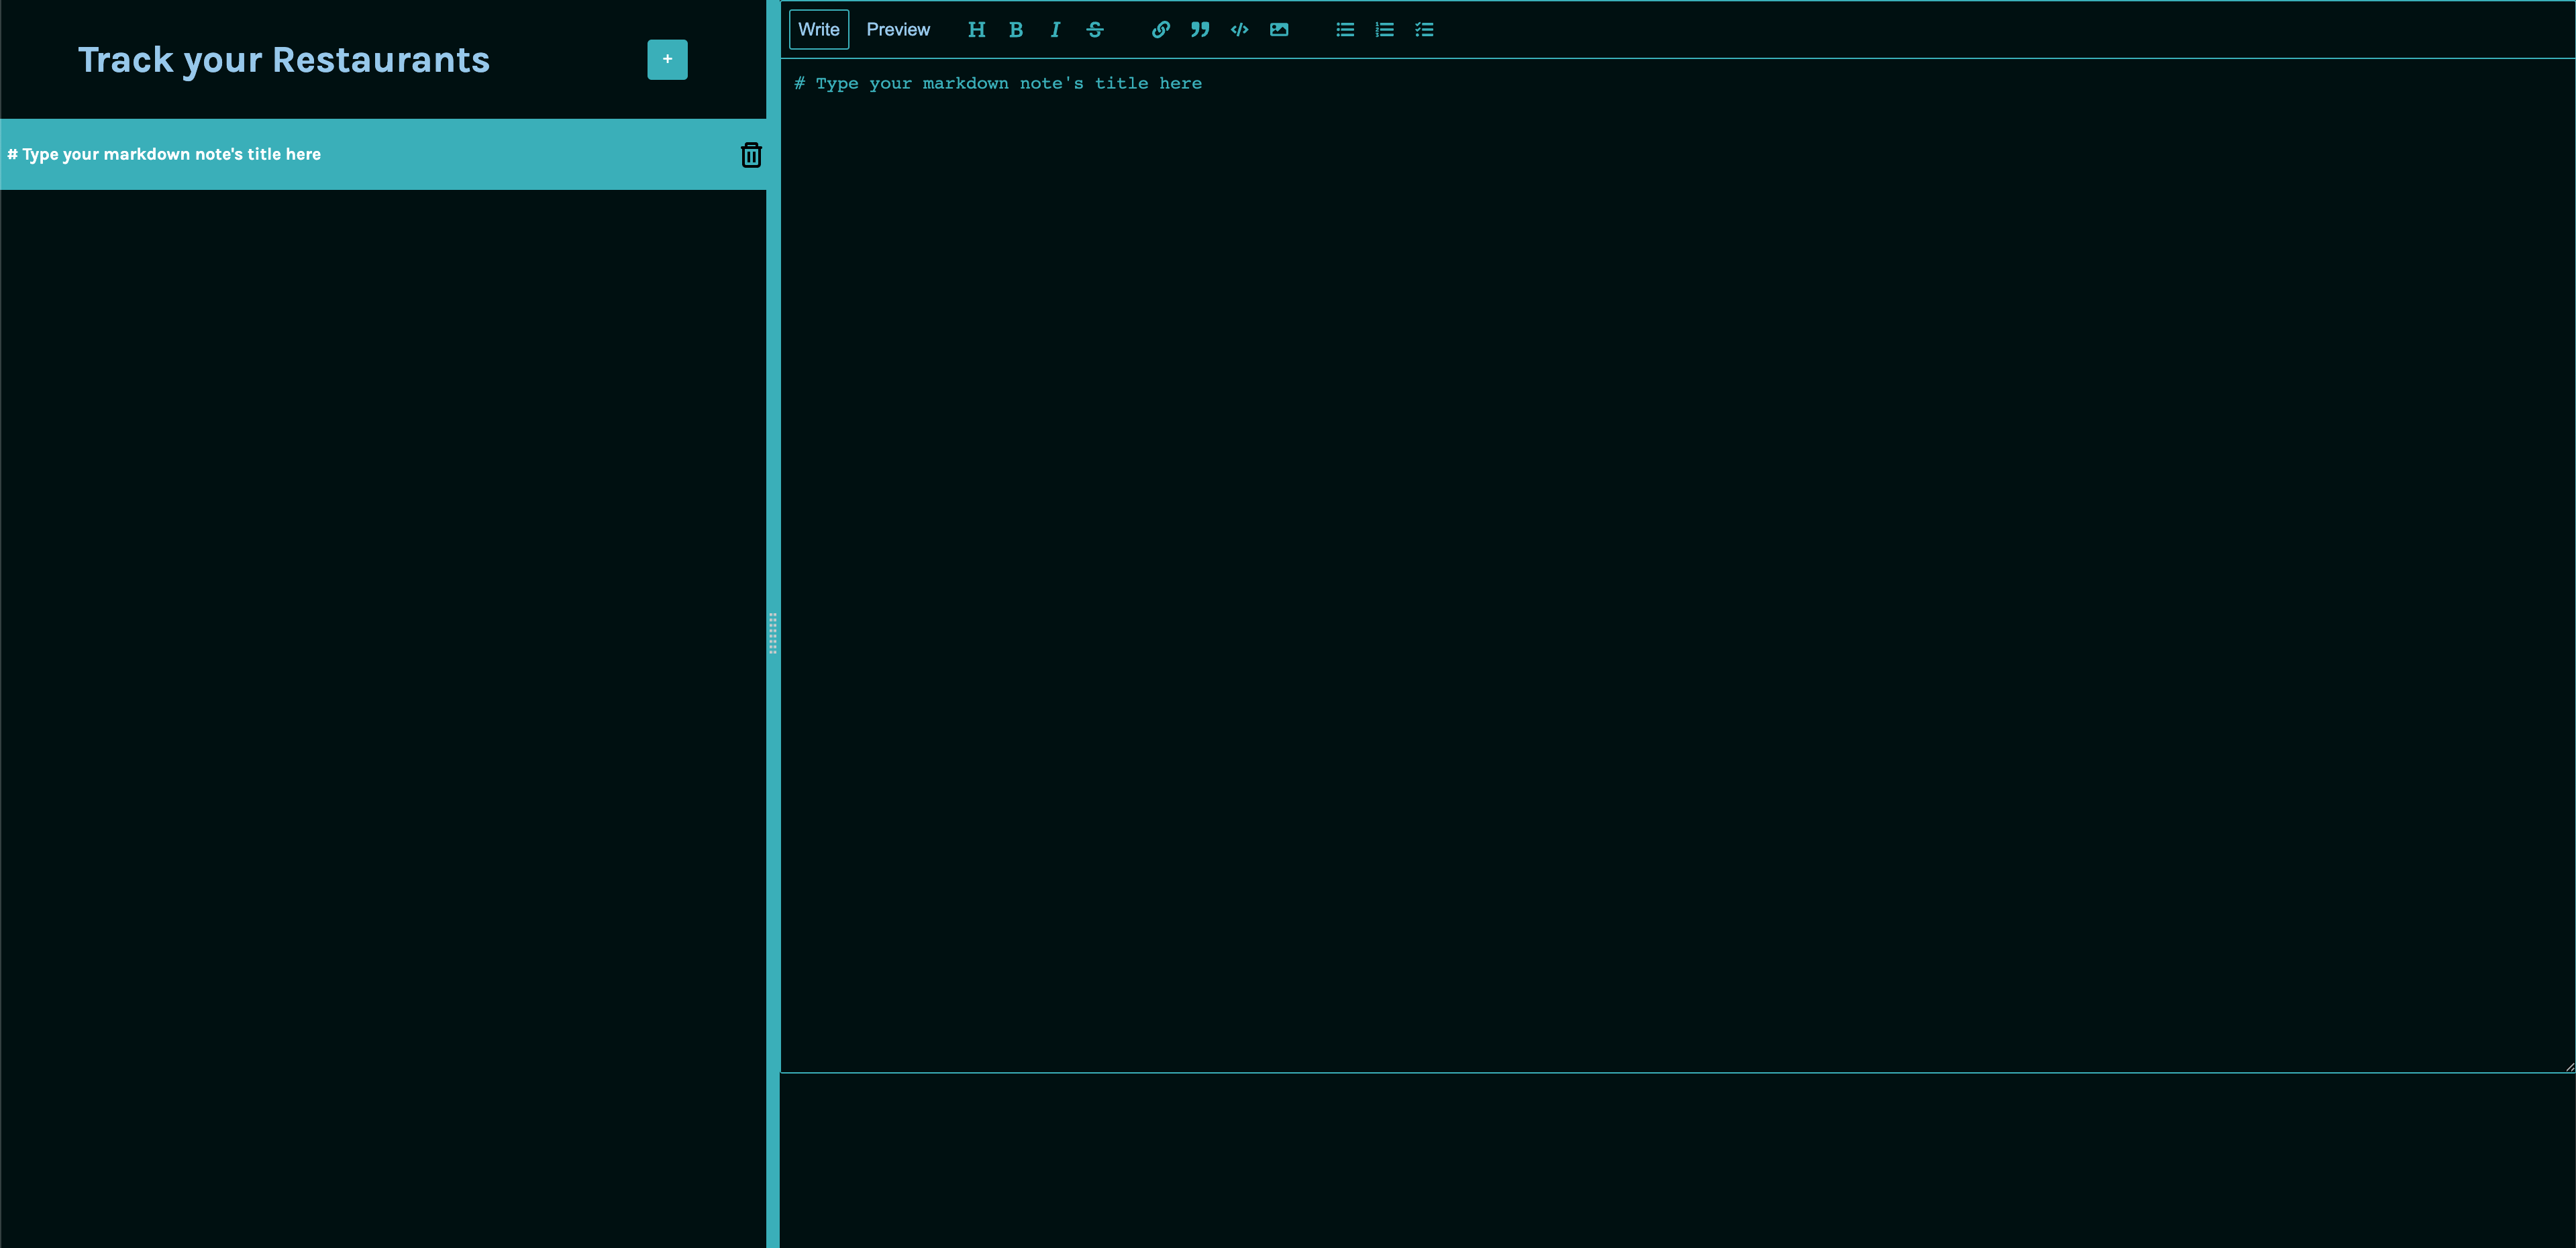 Track your Restaurants
+
# Type your markdown note's title here
Write Preview H B I S
# Type your markdown note's title here